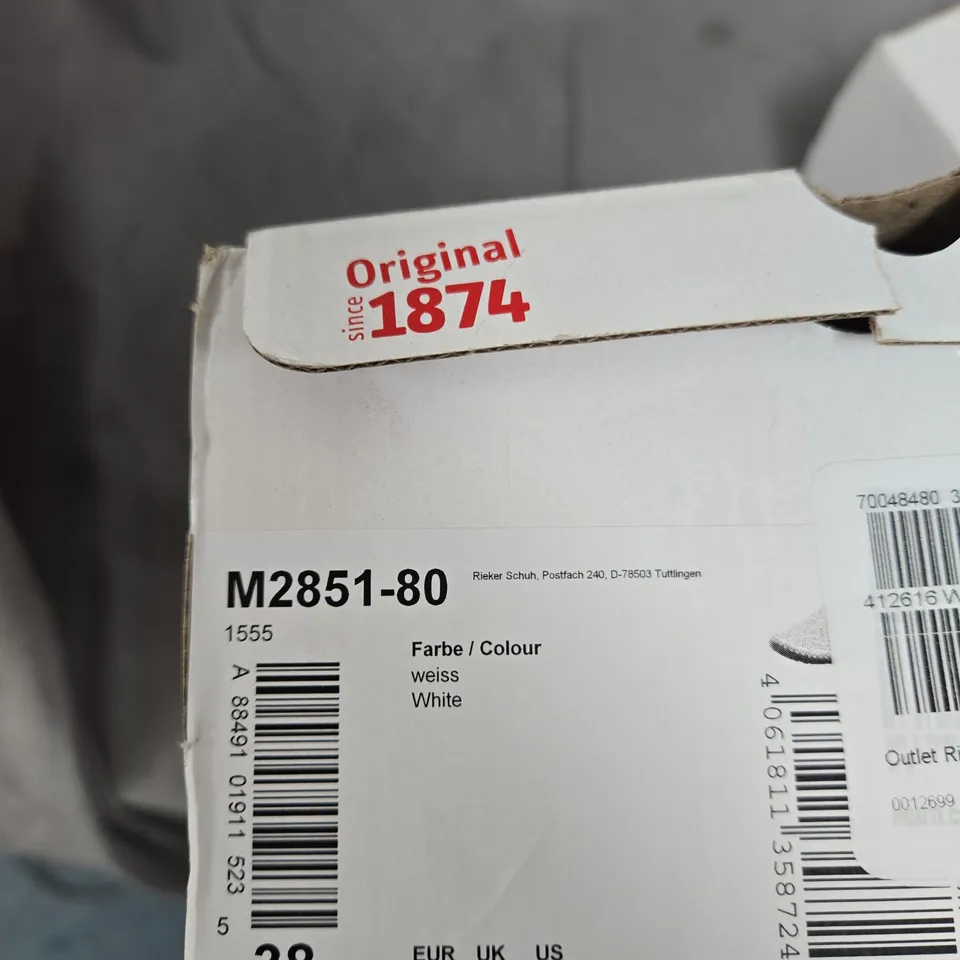 Original
since 1874
70048480 3
412616 W
M2851-80
Rieker Schuh, Postfach 240, D-78503 Tuttlingen
1555
Farbe / Colour
weiss
White
A 88491 01911 523
5
4 061811 358724
Outlet Ri
0012699
38
EUR UK US